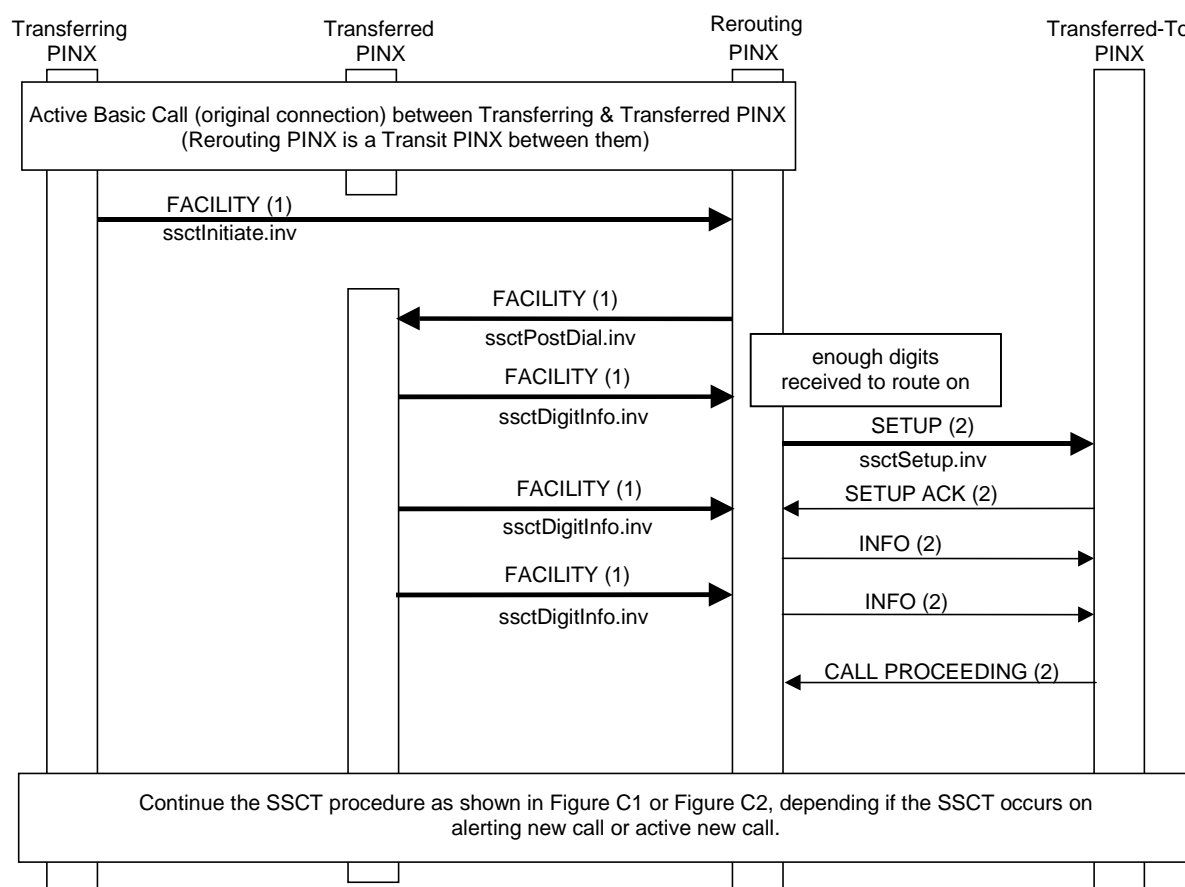 Transferring
PINX
Transferred
PINX
Rerouting
PINX
Transferred-To
PINX
Active Basic Call (original connection) between Transferring & Transferred PINX
(Rerouting PINX is a Transit PINX between them)
FACILITY (1)
ssctInitiate.inv
FACILITY (1)
ssctPostDial.inv
enough digits
received to route on
FACILITY (1)
ssctDigitInfo.inv
SETUP (2)
ssctSetup.inv
FACILITY (1)
ssctDigitInfo.inv
SETUP ACK (2)
INFO (2)
FACILITY (1)
ssctDigitInfo.inv
INFO (2)
CALL PROCEEDING (2)
Continue the SSCT procedure as shown in Figure C1 or Figure C2, depending if the SSCT occurs on
alerting new call or active new call.